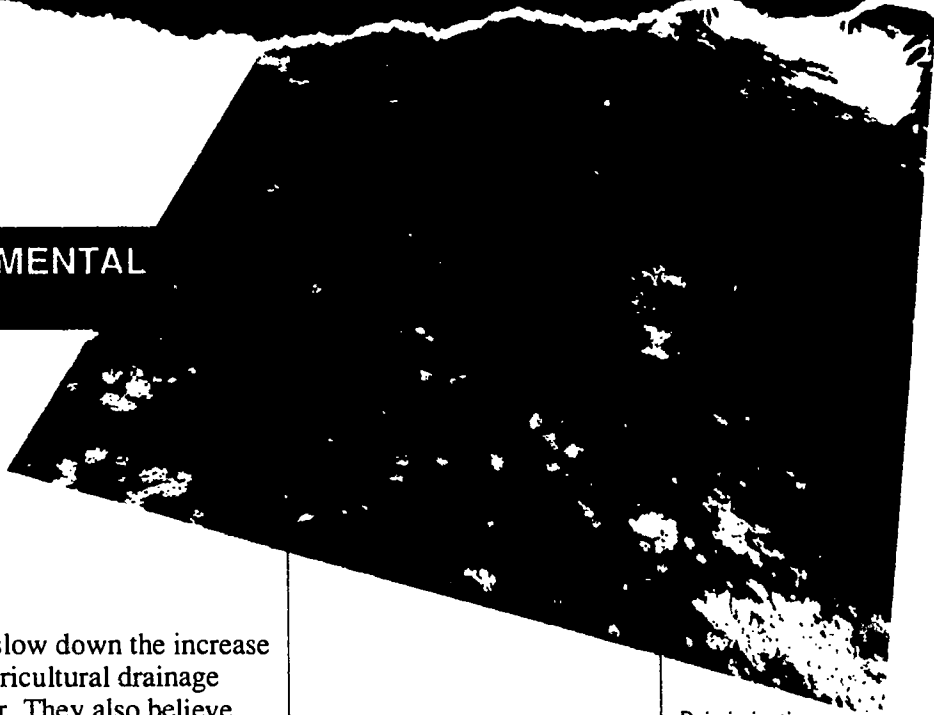 MENTAL
slow down the increase
ricultural drainage
r. They also believe